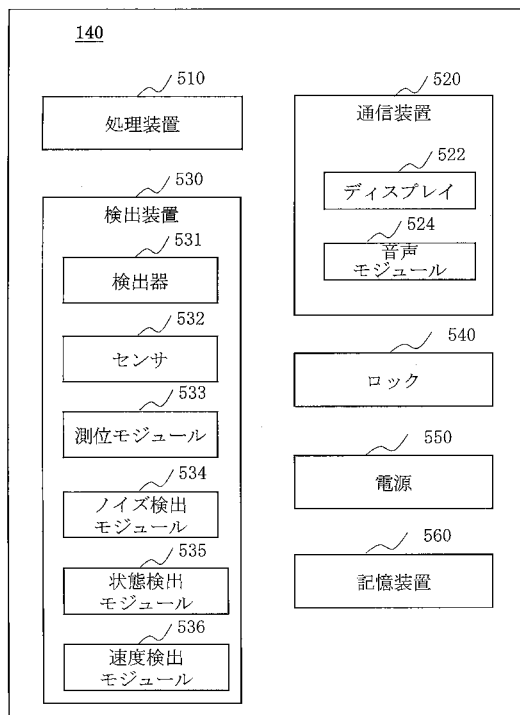 140
510
処理装置
530
検出装置
531
検出器
532
センサ
533
測位モジュール
534
ノイズ検出
モジュール
535
状態検出
モジュール
536
速度検出
モジュール
520
通信装置
522
ディスプレイ
524
音声
モジュール
540
ロック
550
電源
560
記憶装置